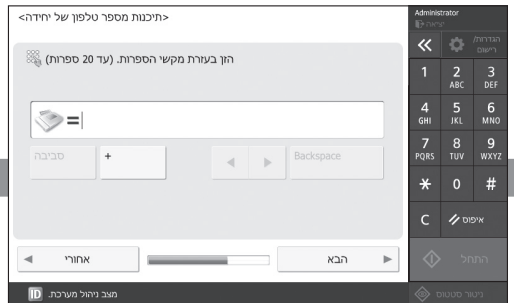 <תיכנות מספר טלפון של יחידה>
הזן בעזרת מקשי הספרות. (עד 20 ספרות)
=
סביבה
+
◀
▶
Backspace
◀ אחורי
הבא ▶
ID מצב ניהול מערכת.
Administrator
יציאה
הגדרות/
רישום
1
2 ABC
3 DEF
4 GHI
5 JKL
6 MNO
7 PQRS
8 TUV
9 WXYZ
*
0
#
C
איפוס
התחל
ניטור סטטוס